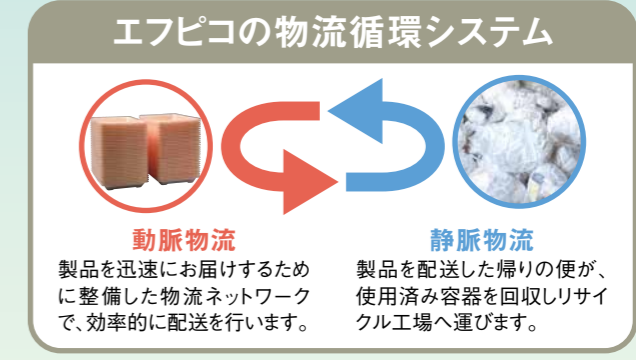 エフピコの物流循環システム
動脈物流
製品を迅速にお届けするため
に整備した物流ネットワーク
で、効率的に配送を行います。
静脈物流
製品を配送した帰りの便が、
使用済み容器を回収しリサイ
クル工場へ運びます。